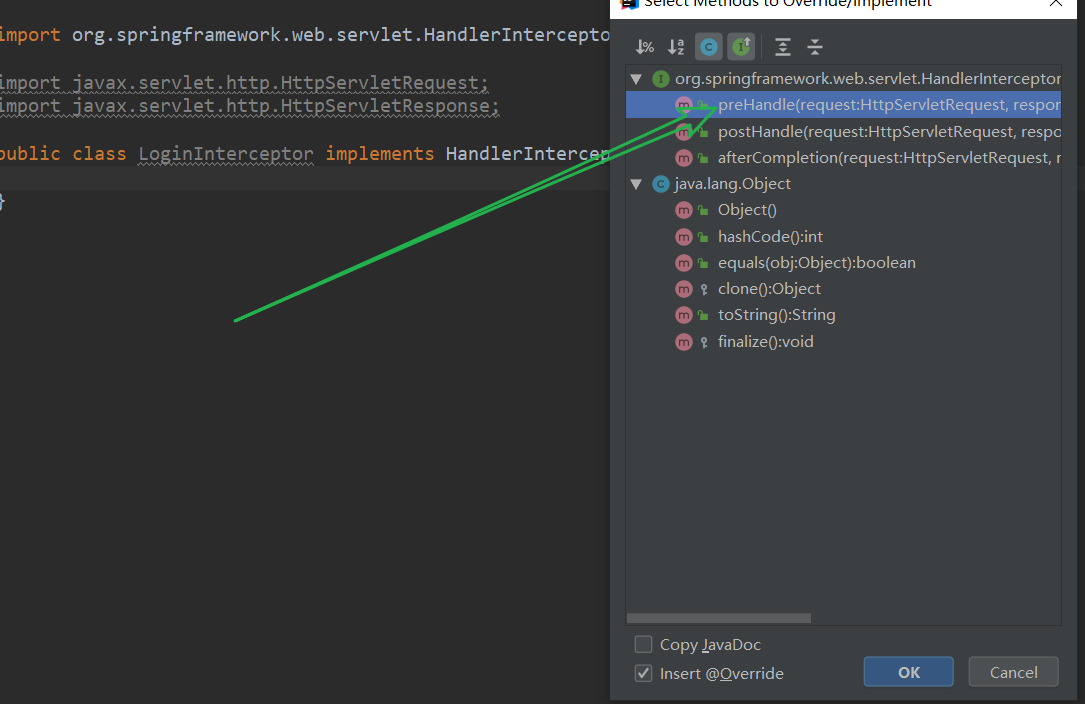 import org.springframework.web.servlet.HandlerIntercepto
import javax.servlet.http.HttpServletRequest;
import javax.servlet.http.HttpServletResponse;
public class LoginInterceptor implements HandlerIntercep
}
Select Methods to Override/Implement
org.springframework.web.servlet.HandlerInterceptor
preHandle(request:HttpServletRequest, respor
postHandle(request:HttpServletRequest, respo
afterCompletion(request:HttpServletRequest, r
java.lang.Object
Object()
hashCode():int
equals(obj:Object):boolean
clone():Object
toString():String
finalize():void
Copy JavaDoc
Insert @Override
OK
Cancel